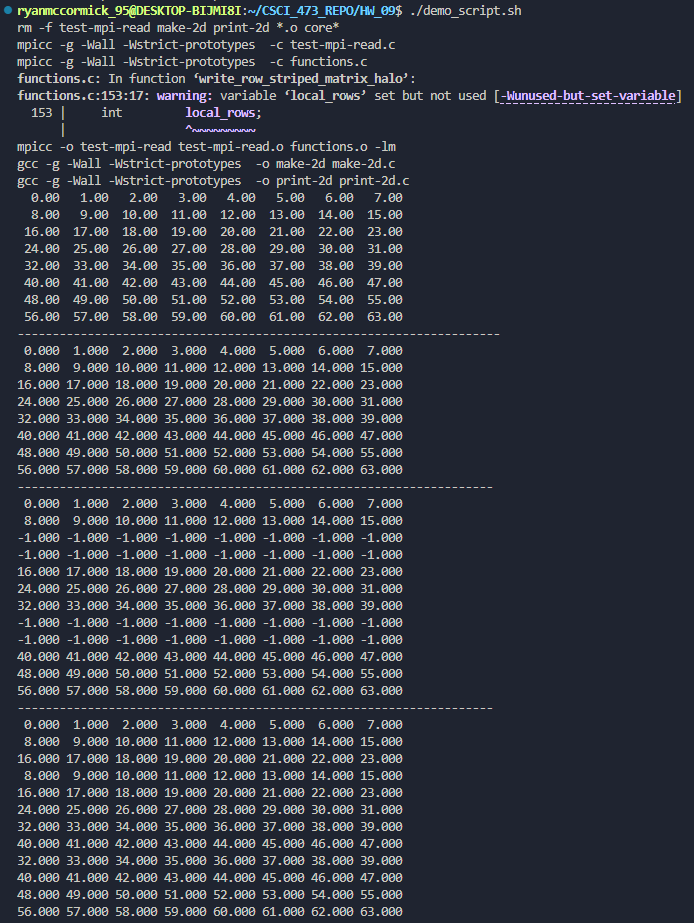 ryanmccormick_95@DESKTOP-BIJMI8I:~/CSCI_473_REPO/HW_09$ ./demo_script.sh
rm -f test-mpi-read make-2d print-2d *.o core*
mpicc -g -Wall -Wstrict-prototypes  -c test-mpi-read.c
mpicc -g -Wall -Wstrict-prototypes  -c functions.c
functions.c: In function ‘write_row_striped_matrix_halo’:
functions.c:153:17: warning: variable ‘local_rows’ set but not used [-Wunused-but-set-variable]
  153 |     int        local_rows;
      |                ^~~~~~~~~~
mpicc -o test-mpi-read test-mpi-read.o functions.o -lm
gcc -g -Wall -Wstrict-prototypes  -o make-2d make-2d.c
gcc -g -Wall -Wstrict-prototypes  -o print-2d print-2d.c
  0.00   1.00   2.00   3.00   4.00   5.00   6.00   7.00
  8.00   9.00  10.00  11.00  12.00  13.00  14.00  15.00
 16.00  17.00  18.00  19.00  20.00  21.00  22.00  23.00
 24.00  25.00  26.00  27.00  28.00  29.00  30.00  31.00
 32.00  33.00  34.00  35.00  36.00  37.00  38.00  39.00
 40.00  41.00  42.00  43.00  44.00  45.00  46.00  47.00
 48.00  49.00  50.00  51.00  52.00  53.00  54.00  55.00
 56.00  57.00  58.00  59.00  60.00  61.00  62.00  63.00
---------------------------------------------------------------------
 0.000  1.000  2.000  3.000  4.000  5.000  6.000  7.000
 8.000  9.000 10.000 11.000 12.000 13.000 14.000 15.000
16.000 17.000 18.000 19.000 20.000 21.000 22.000 23.000
24.000 25.000 26.000 27.000 28.000 29.000 30.000 31.000
32.000 33.000 34.000 35.000 36.000 37.000 38.000 39.000
40.000 41.000 42.000 43.000 44.000 45.000 46.000 47.000
48.000 49.000 50.000 51.000 52.000 53.000 54.000 55.000
56.000 57.000 58.000 59.000 60.000 61.000 62.000 63.000
--------------------------------------------------------------------
 0.000  1.000  2.000  3.000  4.000  5.000  6.000  7.000
 8.000  9.000 10.000 11.000 12.000 13.000 14.000 15.000
-1.000 -1.000 -1.000 -1.000 -1.000 -1.000 -1.000 -1.000
-1.000 -1.000 -1.000 -1.000 -1.000 -1.000 -1.000 -1.000
16.000 17.000 18.000 19.000 20.000 21.000 22.000 23.000
24.000 25.000 26.000 27.000 28.000 29.000 30.000 31.000
32.000 33.000 34.000 35.000 36.000 37.000 38.000 39.000
-1.000 -1.000 -1.000 -1.000 -1.000 -1.000 -1.000 -1.000
-1.000 -1.000 -1.000 -1.000 -1.000 -1.000 -1.000 -1.000
40.000 41.000 42.000 43.000 44.000 45.000 46.000 47.000
48.000 49.000 50.000 51.000 52.000 53.000 54.000 55.000
56.000 57.000 58.000 59.000 60.000 61.000 62.000 63.000
--------------------------------------------------------------------
 0.000  1.000  2.000  3.000  4.000  5.000  6.000  7.000
 8.000  9.000 10.000 11.000 12.000 13.000 14.000 15.000
16.000 17.000 18.000 19.000 20.000 21.000 22.000 23.000
 8.000  9.000 10.000 11.000 12.000 13.000 14.000 15.000
16.000 17.000 18.000 19.000 20.000 21.000 22.000 23.000
24.000 25.000 26.000 27.000 28.000 29.000 30.000 31.000
32.000 33.000 34.000 35.000 36.000 37.000 38.000 39.000
40.000 41.000 42.000 43.000 44.000 45.000 46.000 47.000
32.000 33.000 34.000 35.000 36.000 37.000 38.000 39.000
40.000 41.000 42.000 43.000 44.000 45.000 46.000 47.000
48.000 49.000 50.000 51.000 52.000 53.000 54.000 55.000
56.000 57.000 58.000 59.000 60.000 61.000 62.000 63.000